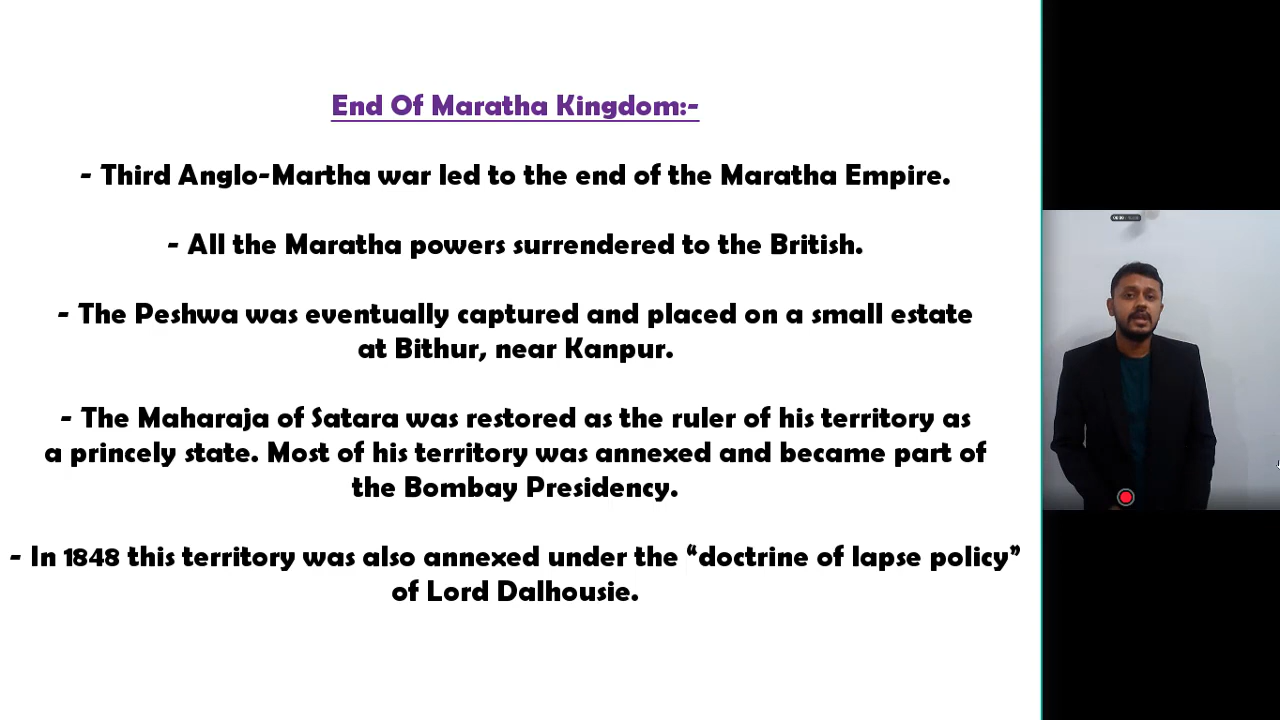 End Of Maratha Kingdom:-
- Third Anglo-Martha war led to the end of the Maratha Empire.
- All the Maratha powers surrendered to the British.
- The Peshwa was eventually captured and placed on a small estate
at Bithur, near Kanpur.
- The Maharaja of Satara was restored as the ruler of his territory as
a princely state. Most of his territory was annexed and became part of
the Bombay Presidency.
- In 1848 this territory was also annexed under the “doctrine of lapse policy”
of Lord Dalhousie.